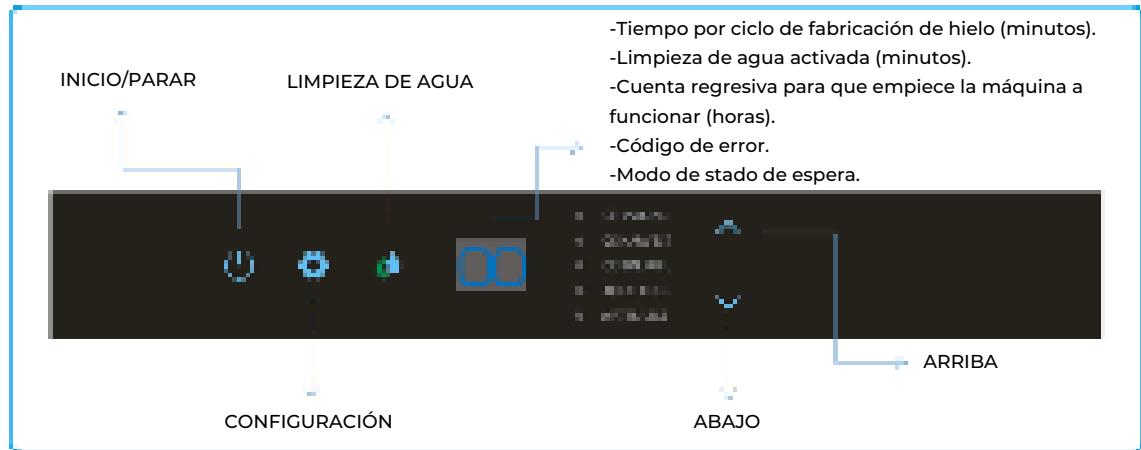 -Tiempo por ciclo de fabricación de hielo (minutos).
-Limpieza de agua activada (minutos).
-Cuenta regresiva para que empiece la máquina a
funcionar (horas).
-Código de error.
-Modo de stado de espera.
INICIO/PARAR
LIMPIEZA DE AGUA
ARRIBA
CONFIGURACIÓN
ABAJO